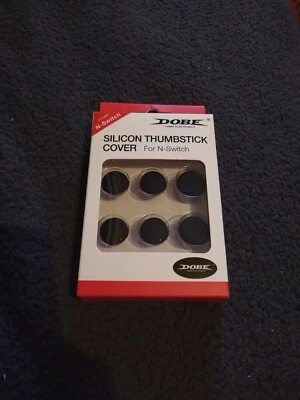 N-Switch
DOBE
SILICON THUMBSTICK
COVER For N-Switch
DOBE